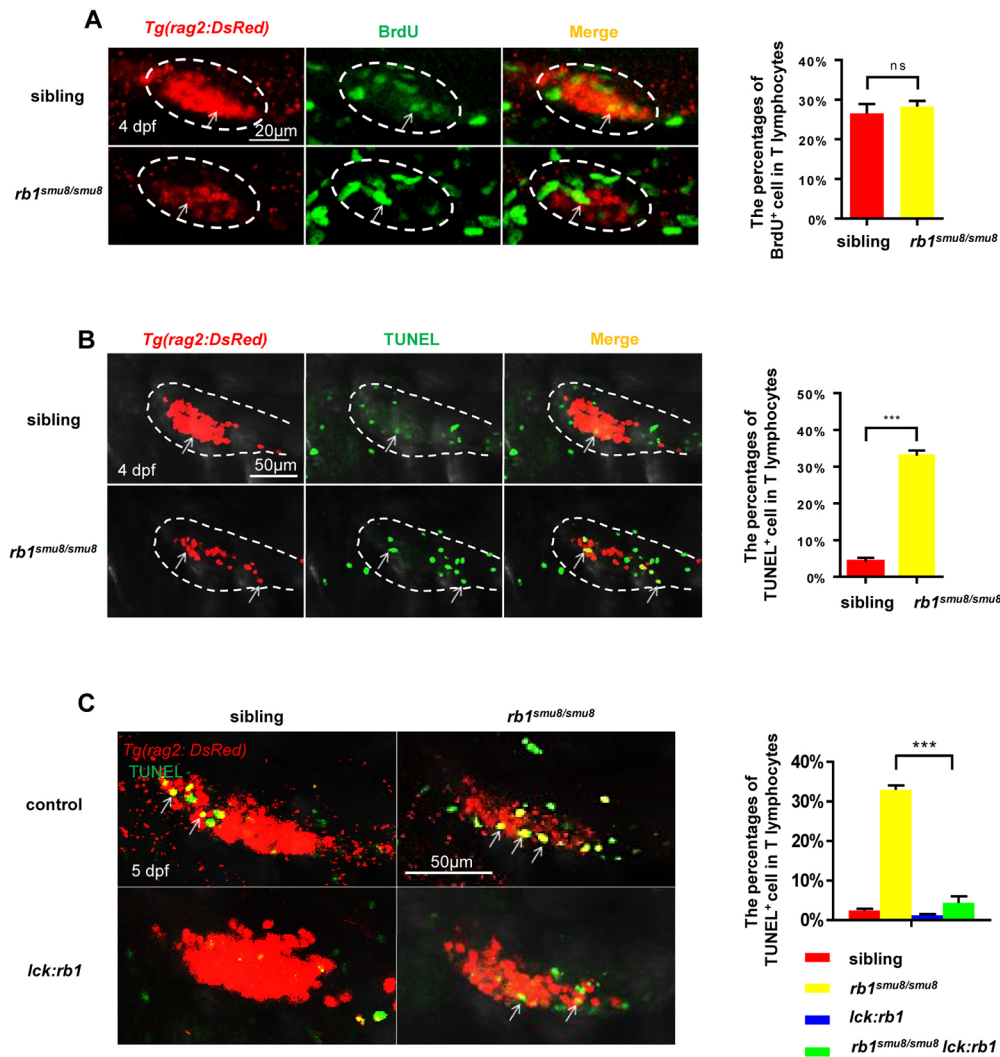 A
Tg(rag2:DsRed)
BrdU
Merge
sibling
4 dpf
20μm
rb1smu8/smu8
The percentages of
BrdU+ cell in T lymphocytes
40%
30%
20%
10%
0%
ns
sibling
rb1smu8/smu8
B
Tg(rag2:DsRed)
TUNEL
Merge
sibling
4 dpf
50μm
rb1smu8/smu8
The percentages of
TUNEL+ cell in T lymphocytes
50%
40%
30%
20%
10%
0%
***
sibling
rb1smu8/smu8
C
sibling
rb1smu8/smu8
Tg(rag2: DsRed)
TUNEL
control
5 dpf
50μm
lck:rb1
The percentages of
TUNEL+ cell in T lymphocytes
40%
30%
20%
10%
0%
***
sibling
rb1smu8/smu8
lck:rb1
rb1smu8/smu8 lck:rb1